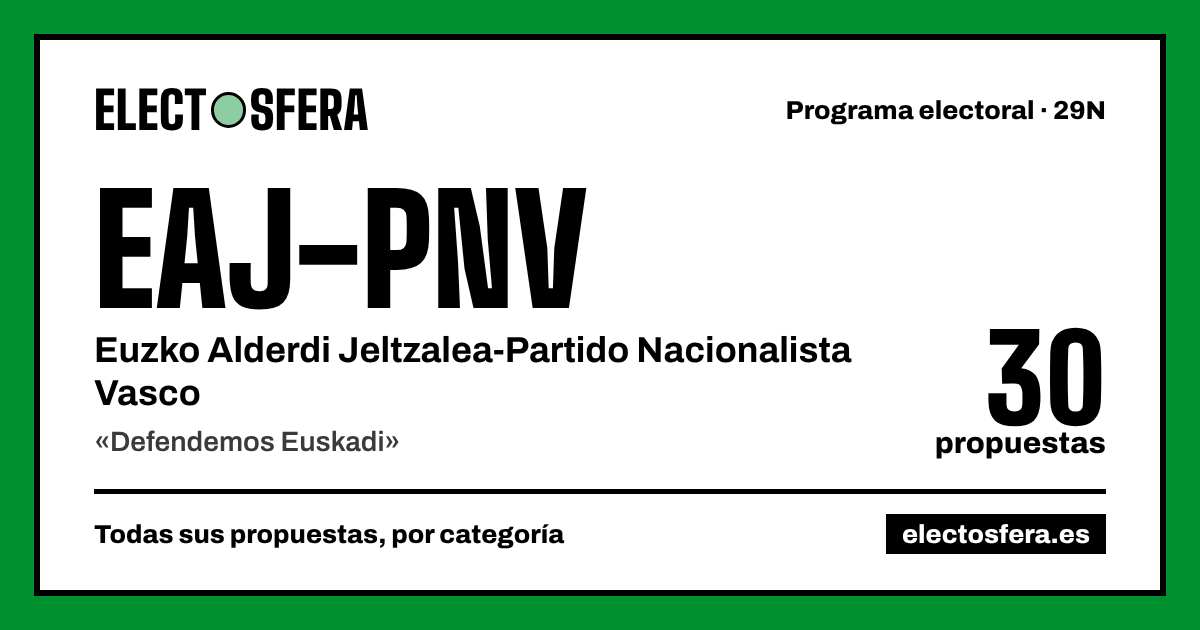 ELECTOSFERA
Programa electoral · 29N
EAJ-PNV
Euzko Alderdi Jeltzalea-Partido Nacionalista
Vasco
«Defendemos Euskadi»
30
propuestas
Todas sus propuestas, por categoría
electosfera.es